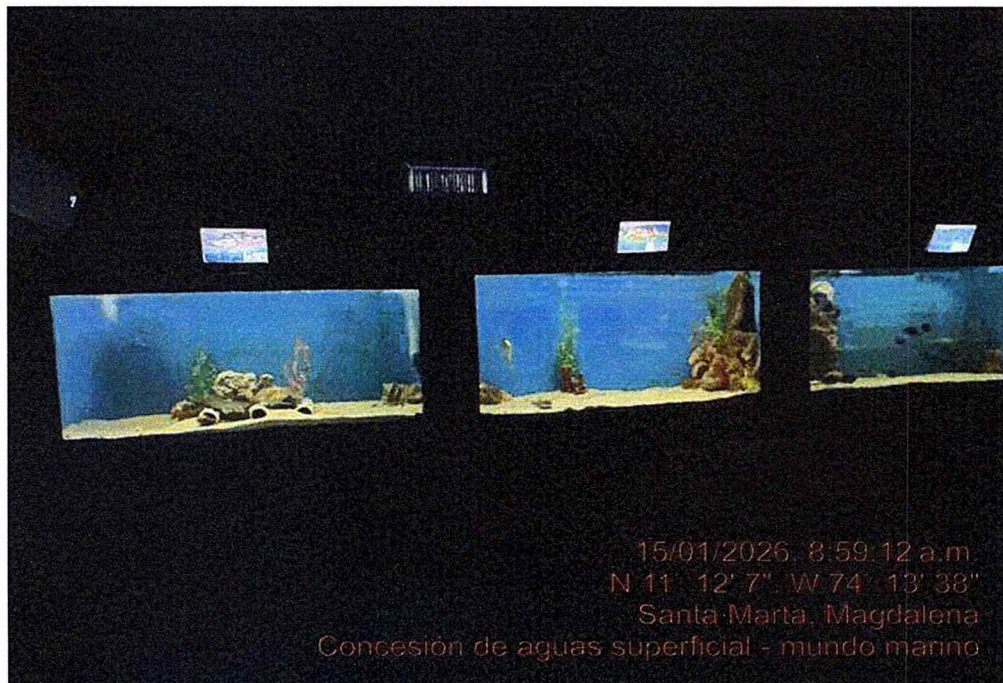 15/01/2026. 8:59:12 a.m
N 11° 12' 7", W 74° 13' 38"
Santa Marta, Magdalena
Concesión de aguas superficial - mundo marino